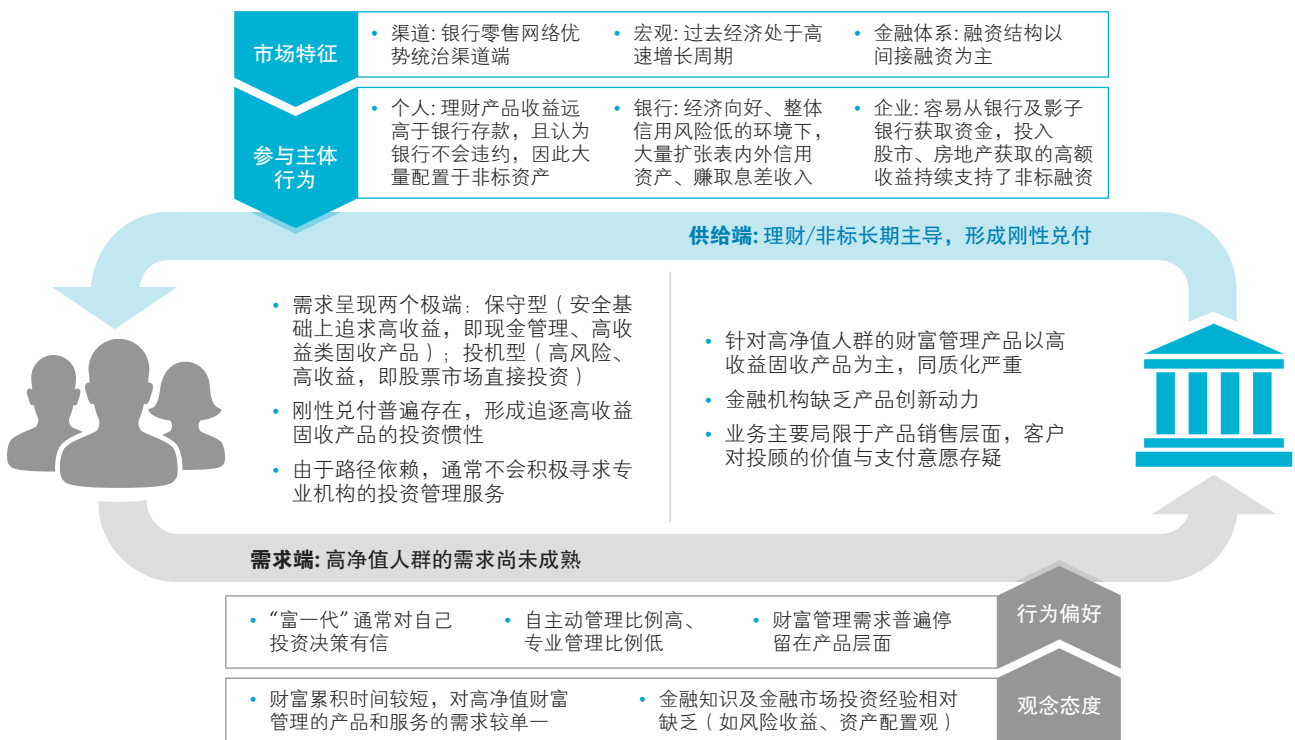 市场特征
• 渠道: 银行零售网络优
势统治渠道端
• 宏观: 过去经济处于高
速增长周期
• 金融体系: 融资结构以
间接融资为主
参与主体
行为
• 个人: 理财产品收益远
高于银行存款，且认为
银行不会违约，因此大
量配置于非标资产
• 银行: 经济向好、整体
信用风险低的环境下，
大量扩张表内外信用
资产、赚取息差收入
• 企业: 容易从银行及影子
银行获取资金，投入
股市、房地产获取的高额
收益持续支持了非标融资
供给端: 理财/非标长期主导，形成刚性兑付
• 需求呈现两个极端：保守型（安全基
础上追求高收益，即现金管理、高收
益类固收产品）；投机型（高风险、
高收益，即股票市场直接投资）
• 刚性兑付普遍存在，形成追逐高收益
固收产品的投资惯性
• 由于路径依赖，通常不会积极寻求专
业机构的投资管理服务
• 针对高净值人群的财富管理产品以高
收益固收产品为主，同质化严重
• 金融机构缺乏产品创新动力
• 业务主要局限于产品销售层面，客户
对投顾的价值与支付意愿存疑
需求端: 高净值人群的需求尚未成熟
• “富一代” 通常对自己
投资决策有信
• 自主动管理比例高、
专业管理比例低
• 财富管理需求普遍停
留在产品层面
行为偏好
• 财富累积时间较短，对高净值财富
管理的产品和服务的需求较单一
• 金融知识及金融市场投资经验相对
缺乏（如风险收益、资产配置观）
观念态度